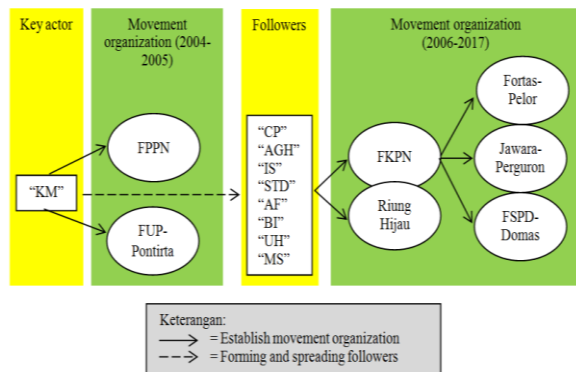 Key actor
Movement
organization (2004-
2005)
Followers
Movement organization
(2006-2017)
"KM"
FPPN
FUP-
Pontirta
"CP"
"AGH"
"IS"
"STD"
"AF"
"BI"
"UH"
"MS"
FKPN
Riung
Hijau
Fortas-
Pelor
Jawara-
Perguron
FSPD-
Domas
Keterangan:
= Establish movement organization
= Forming and spreading followers